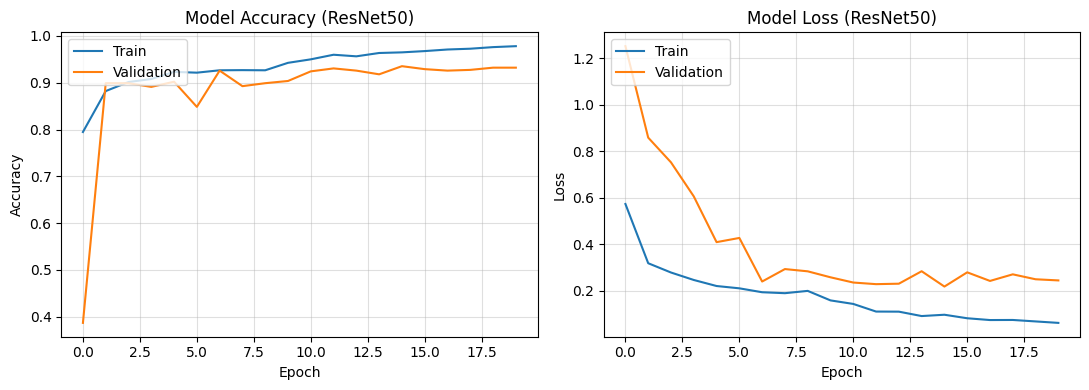 Model Accuracy (ResNet50)
Train
Validation
1.0
0.9
0.8
0.7
0.6
0.5
0.4
Accuracy
0.0 2.5 5.0 7.5 10.0 12.5 15.0 17.5
Epoch
Model Loss (ResNet50)
Train
Validation
1.2
1.0
0.8
0.6
0.4
0.2
Loss
0.0 2.5 5.0 7.5 10.0 12.5 15.0 17.5
Epoch